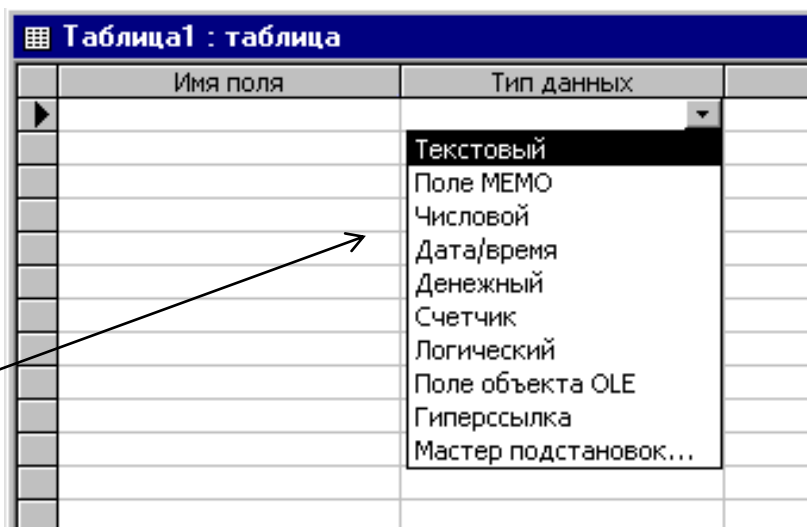 Таблица1 : таблица
Имя поля Тип данных
Текстовый
Поле МЕМО
Числовой
Дата/время
Денежный
Счетчик
Логический
Поле объекта OLE
Гиперссылка
Мастер подстановок...